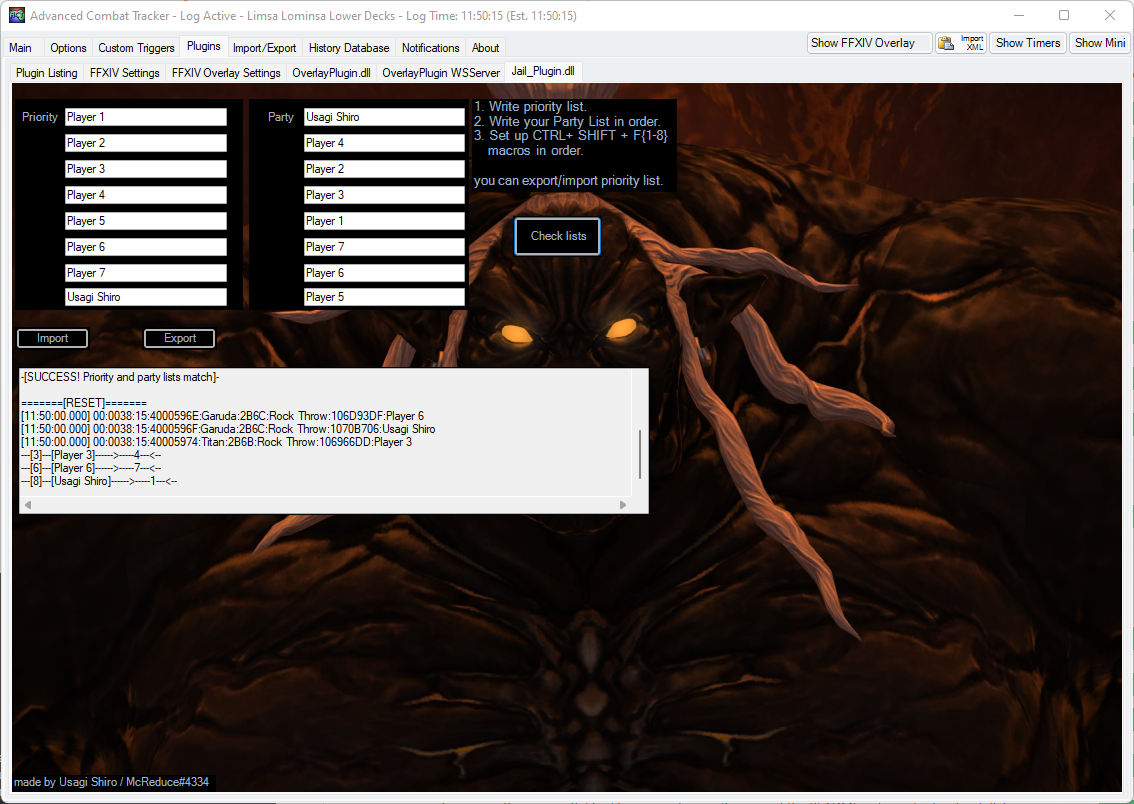 Advanced Combat Tracker - Log Active - Limsa Lominsa Lower Decks - Log Time: 11:50:15 (Est. 11:50:15)
Main Options Custom Triggers Plugins Import/Export History Database Notifications About
Show FFXIV Overlay Import XML Show Timers Show Mini
Plugin Listing FFXIV Settings FFXIV Overlay Settings OverlayPlugin.dll OverlayPlugin WSServer Jail_Plugin.dll
Priority
Player 1
Player 2
Player 3
Player 4
Player 5
Player 6
Player 7
Usagi Shiro
Party
Usagi Shiro
Player 4
Player 2
Player 3
Player 1
Player 7
Player 6
Player 5
1. Write priority list.
2. Write your Party List in order.
3. Set up CTRL+ SHIFT + F{1-8}
macros in order.
you can export/import priority list.
Check lists
Import
Export
-[SUCCESS! Priority and party lists match]-
=======[RESET]=======
[11:50:00.000] 00:0038:15:4000596E:Garuda:2B6C:Rock Throw:106D93DF:Player 6
[11:50:00.000] 00:0038:15:4000596F:Garuda:2B6C:Rock Throw:1070B706:Usagi Shiro
[11:50:00.000] 00:0038:15:40005974:Titan:2B6B:Rock Throw:106966DD:Player 3
---[3]---[Player 3]------>-----4---<--
---[6]---[Player 6]------>-----7---<--
---[8]---[Usagi Shiro]------>-----1---<--
made by Usagi Shiro / McReduce#4334